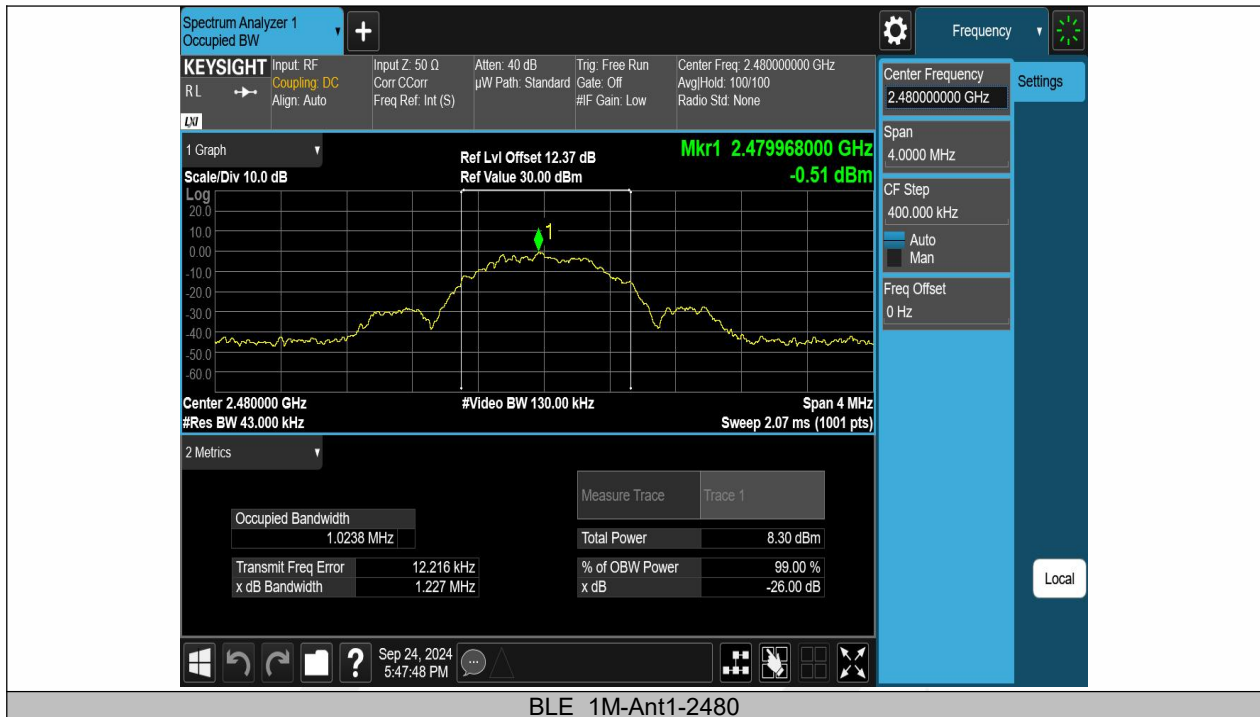 Spectrum Analyzer 1
Occupied BW
Frequency
KEYSIGHT
R L
LXI
Input: RF
Coupling: DC
Align: Auto
Input Z: 50 Ω
Corr CCorr
Freq Ref: Int (S)
Atten: 40 dB
µW Path: Standard
Trig: Free Run
Gate: Off
#IF Gain: Low
Center Freq: 2.480000000 GHz
Avg|Hold: 100/100
Radio Std: None
Center Frequency
2.480000000 GHz
Settings
Span
4.0000 MHz
CF Step
400.000 kHz
Auto
Man
Freq Offset
0 Hz
Local
1 Graph
Scale/Div 10.0 dB
Ref Lvl Offset 12.37 dB
Ref Value 30.00 dBm
Mkr1 2.479968000 GHz
-0.51 dBm
Log
20.0
10.0
0.00
-10.0
-20.0
-30.0
-40.0
-50.0
-60.0
1
Center 2.480000 GHz
#Res BW 43.000 kHz
#Video BW 130.00 kHz
Span 4 MHz
Sweep 2.07 ms (1001 pts)
2 Metrics
Measure Trace Trace 1
Occupied Bandwidth
1.0238 MHz
Total Power 8.30 dBm
Transmit Freq Error 12.216 kHz
% of OBW Power 99.00 %
x dB Bandwidth 1.227 MHz
x dB -26.00 dB
?
Sep 24, 2024
5:47:48 PM
BLE_1M-Ant1-2480